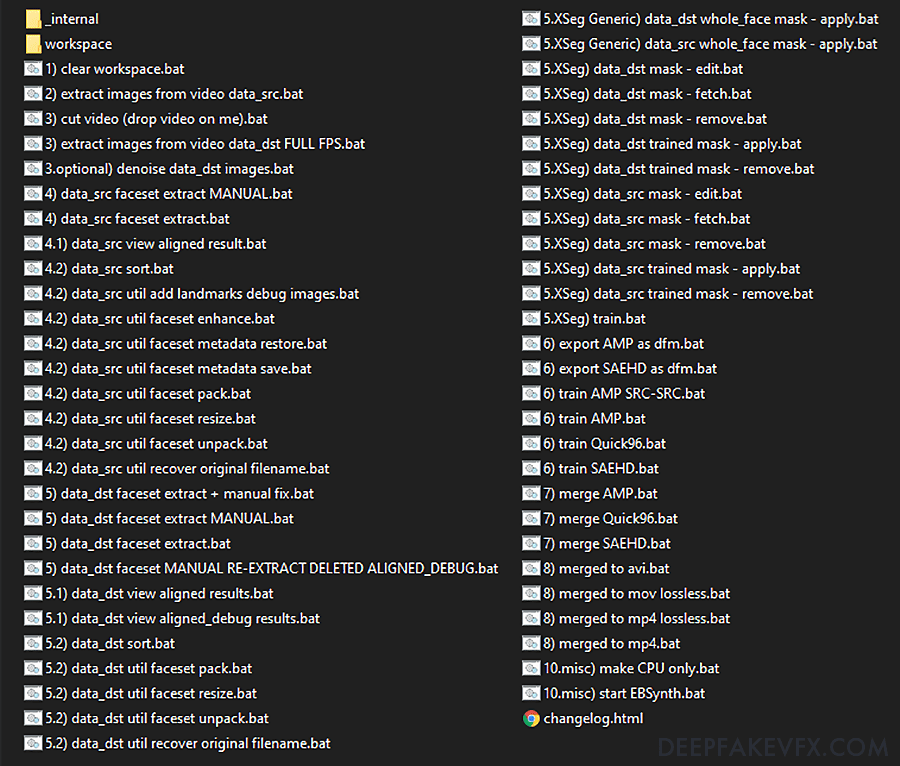 _internal
workspace
1) clear workspace.bat
2) extract images from video data_src.bat
3) cut video (drop video on me).bat
3) extract images from video data_dst FULL FPS.bat
3.optional) denoise data_dst images.bat
4) data_src faceset extract MANUAL.bat
4) data_src faceset extract.bat
4.1) data_src view aligned result.bat
4.2) data_src sort.bat
4.2) data_src util add landmarks debug images.bat
4.2) data_src util faceset enhance.bat
4.2) data_src util faceset metadata restore.bat
4.2) data_src util faceset metadata save.bat
4.2) data_src util faceset pack.bat
4.2) data_src util faceset resize.bat
4.2) data_src util faceset unpack.bat
4.2) data_src util recover original filename.bat
5) data_dst faceset extract + manual fix.bat
5) data_dst faceset extract MANUAL.bat
5) data_dst faceset extract.bat
5) data_dst faceset MANUAL RE-EXTRACT DELETED ALIGNED_DEBUG.bat
5.1) data_dst view aligned results.bat
5.1) data_dst view aligned_debug results.bat
5.2) data_dst sort.bat
5.2) data_dst util faceset pack.bat
5.2) data_dst util faceset resize.bat
5.2) data_dst util faceset unpack.bat
5.2) data_dst util recover original filename.bat
5.XSeg Generic) data_dst whole_face mask - apply.bat
5.XSeg Generic) data_src whole_face mask - apply.bat
5.XSeg) data_dst mask - edit.bat
5.XSeg) data_dst mask - fetch.bat
5.XSeg) data_dst mask - remove.bat
5.XSeg) data_dst trained mask - apply.bat
5.XSeg) data_dst trained mask - remove.bat
5.XSeg) data_src mask - edit.bat
5.XSeg) data_src mask - fetch.bat
5.XSeg) data_src mask - remove.bat
5.XSeg) data_src trained mask - apply.bat
5.XSeg) data_src trained mask - remove.bat
5.XSeg) train.bat
6) export AMP as dfm.bat
6) export SAEHD as dfm.bat
6) train AMP SRC-SRC.bat
6) train AMP.bat
6) train Quick96.bat
6) train SAEHD.bat
7) merge AMP.bat
7) merge Quick96.bat
7) merge SAEHD.bat
8) merged to avi.bat
8) merged to mov lossless.bat
8) merged to mp4 lossless.bat
8) merged to mp4.bat
10.misc) make CPU only.bat
10.misc) start EBSynth.bat
changelog.html
DEEPFAKEVFX.COM